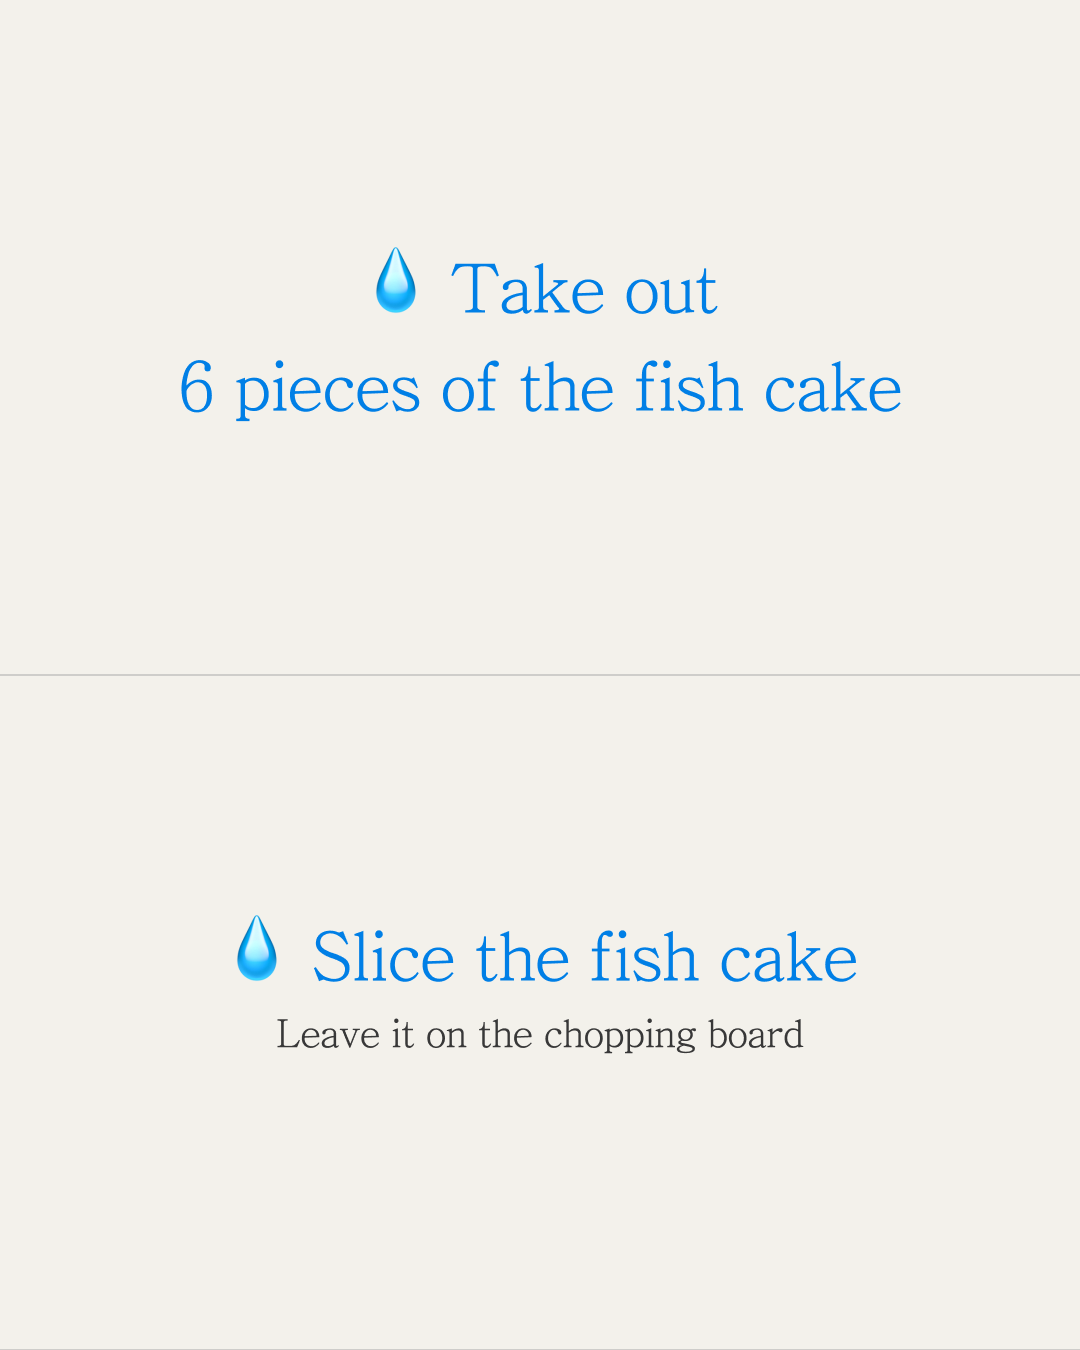 💧 Take out
6 pieces of the fish cake
💧 Slice the fish cake
Leave it on the chopping board